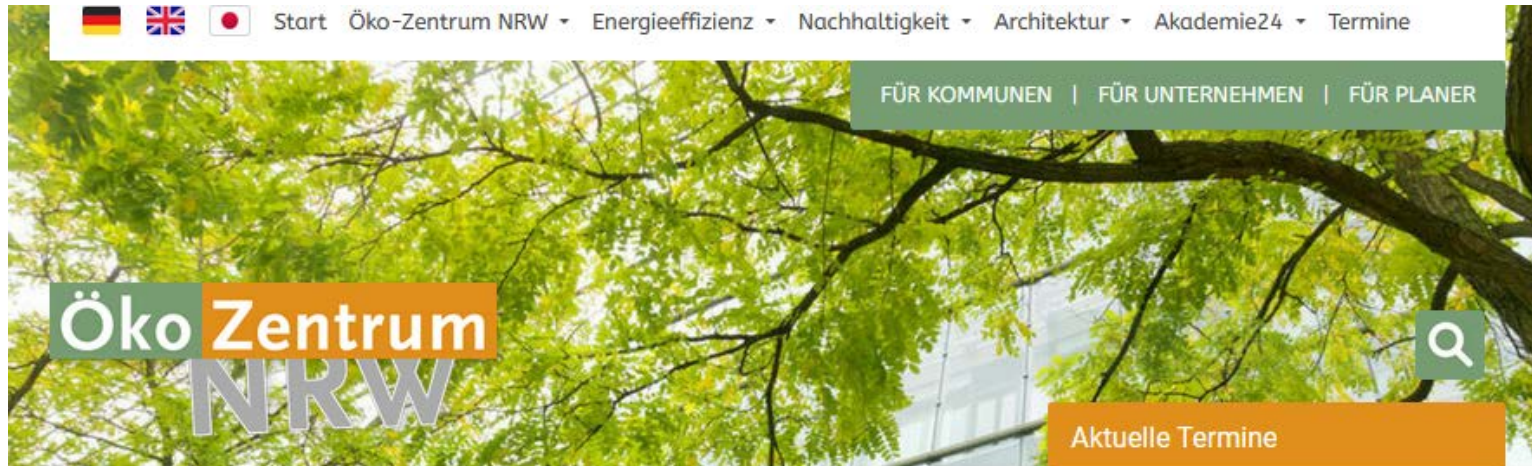 Start Öko-Zentrum NRW Energieeffizienz Nachhaltigkeit Architektur Akademie24 Termine
FÜR KOMMUNEN | FÜR UNTERNEHMEN | FÜR PLANER
Öko Zentrum
NRW
Aktuelle Termine